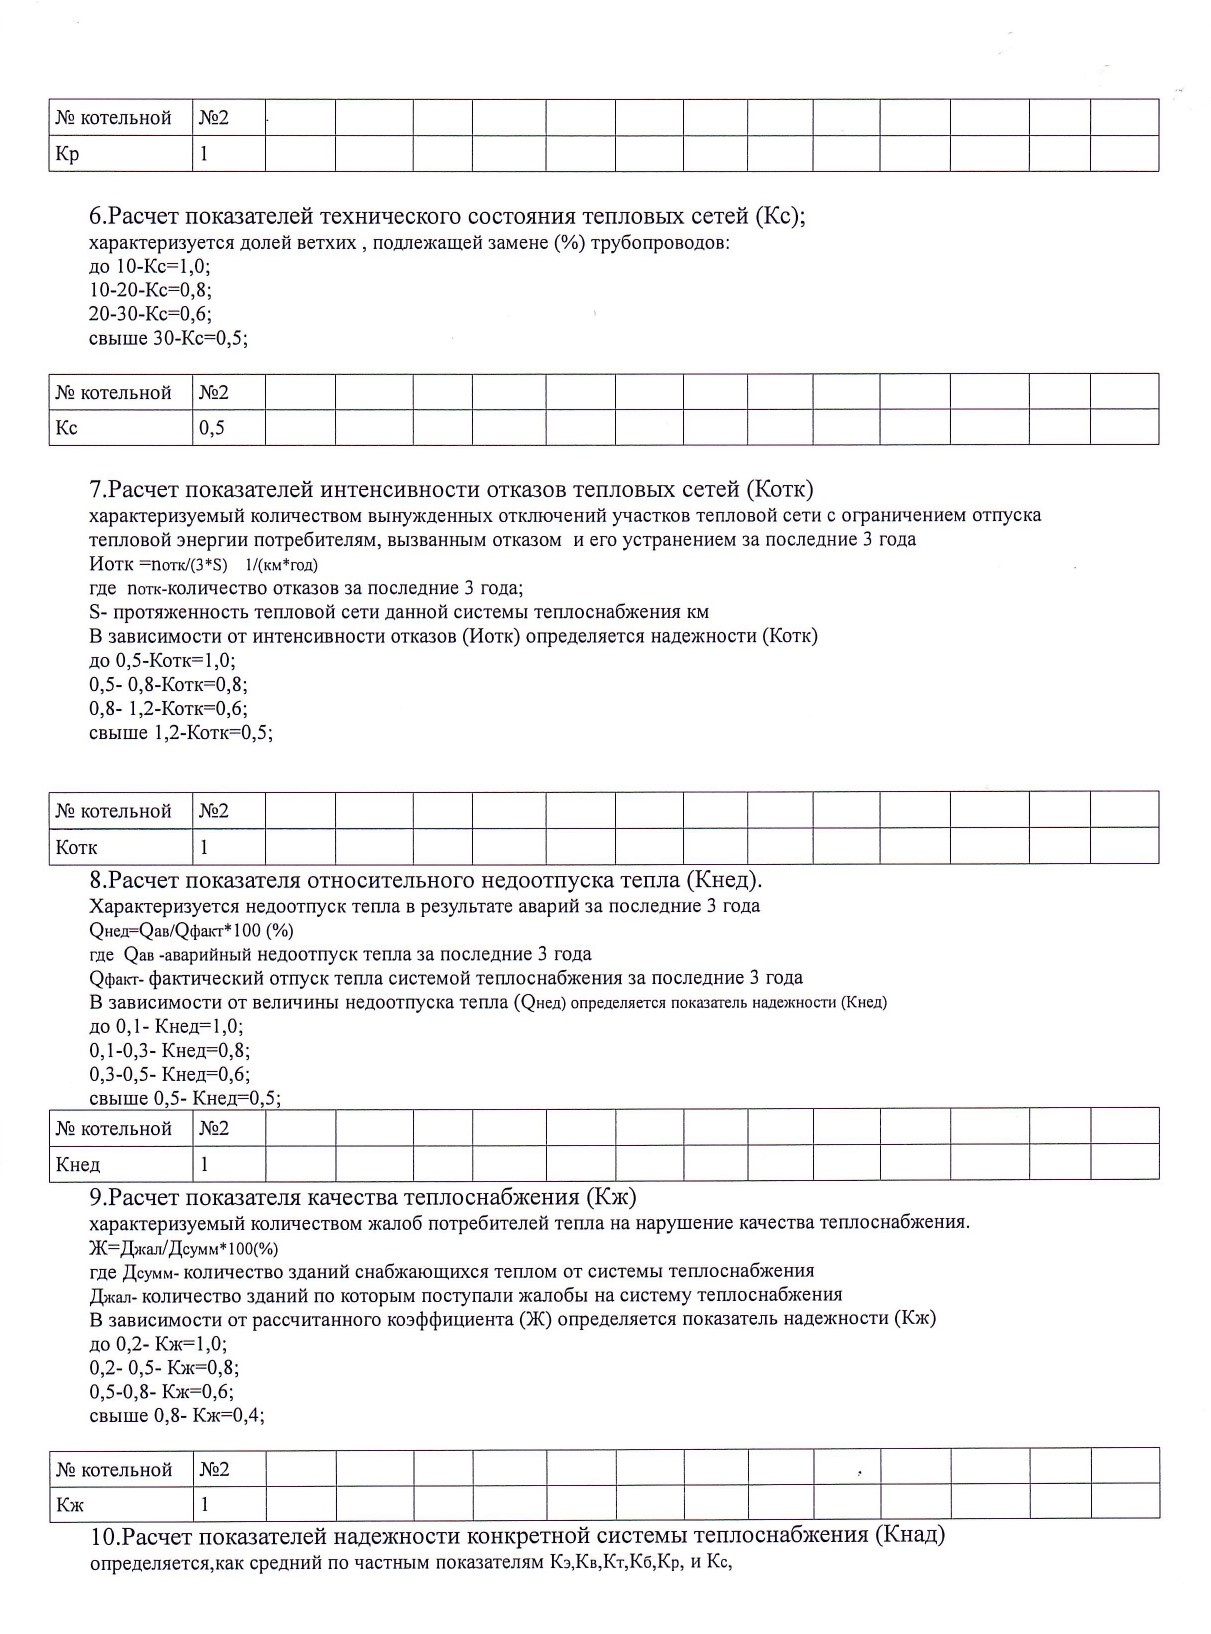 № котельной №2
Кр 1
6.Расчет показателей технического состояния тепловых сетей (Кс);
характеризуется долей ветхих , подлежащей замене (%) трубопроводов:
до 10-Кс=1,0;
10-20-Кс=0,8;
20-30-Кс=0,6;
свыше 30-Кс=0,5;
№ котельной №2
Кс 0,5
7.Расчет показателей интенсивности отказов тепловых сетей (Котк)
характеризуемый количеством вынужденных отключений участков тепловой сети с ограничением отпуска
тепловой энергии потребителям, вызванным отказом и его устранением за последние 3 года
Иотк =nотк/(3*S) 1/(км*год)
где nотк-количество отказов за последние 3 года;
S- протяженность тепловой сети данной системы теплоснабжения км
В зависимости от интенсивности отказов (Иотк) определяется надежности (Котк)
до 0,5-Котк=1,0;
0,5- 0,8-Котк=0,8;
0,8- 1,2-Котк=0,6;
свыше 1,2-Котк=0,5;
№ котельной №2
Котк 1
8.Расчет показателя относительного недоотпуска тепла (Кнед).
Характеризуется недоотпуск тепла в результате аварий за последние 3 года
Qнед=Qав/Qфакт*100 (%)
где Qав -аварийный недоотпуск тепла за последние 3 года
Qфакт- фактический отпуск тепла системой теплоснабжения за последние 3 года
В зависимости от величины недоотпуска тепла (Qнед) определяется показатель надежности (Кнед)
до 0,1- Кнед=1,0;
0,1-0,3- Кнед=0,8;
0,3-0,5- Кнед=0,6;
свыше 0,5- Кнед=0,5;
№ котельной №2
Кнед 1
9.Расчет показателя качества теплоснабжения (Кж)
характеризуемый количеством жалоб потребителей тепла на нарушение качества теплоснабжения.
Ж=Джал/Дсумм*100(%)
где Дсумм- количество зданий снабжающихся теплом от системы теплоснабжения
Джал- количество зданий по которым поступали жалобы на систему теплоснабжения
В зависимости от рассчитанного коэффициента (Ж) определяется показатель надежности (Кж)
до 0,2- Кж=1,0;
0,2- 0,5- Кж=0,8;
0,5-0,8- Кж=0,6;
свыше 0,8- Кж=0,4;
№ котельной №2
Кж 1
10.Расчет показателей надежности конкретной системы теплоснабжения (Кнад)
определяется,как средний по частным показателям Кэ,Кв,Кт,Кб,Кр, и Кс,